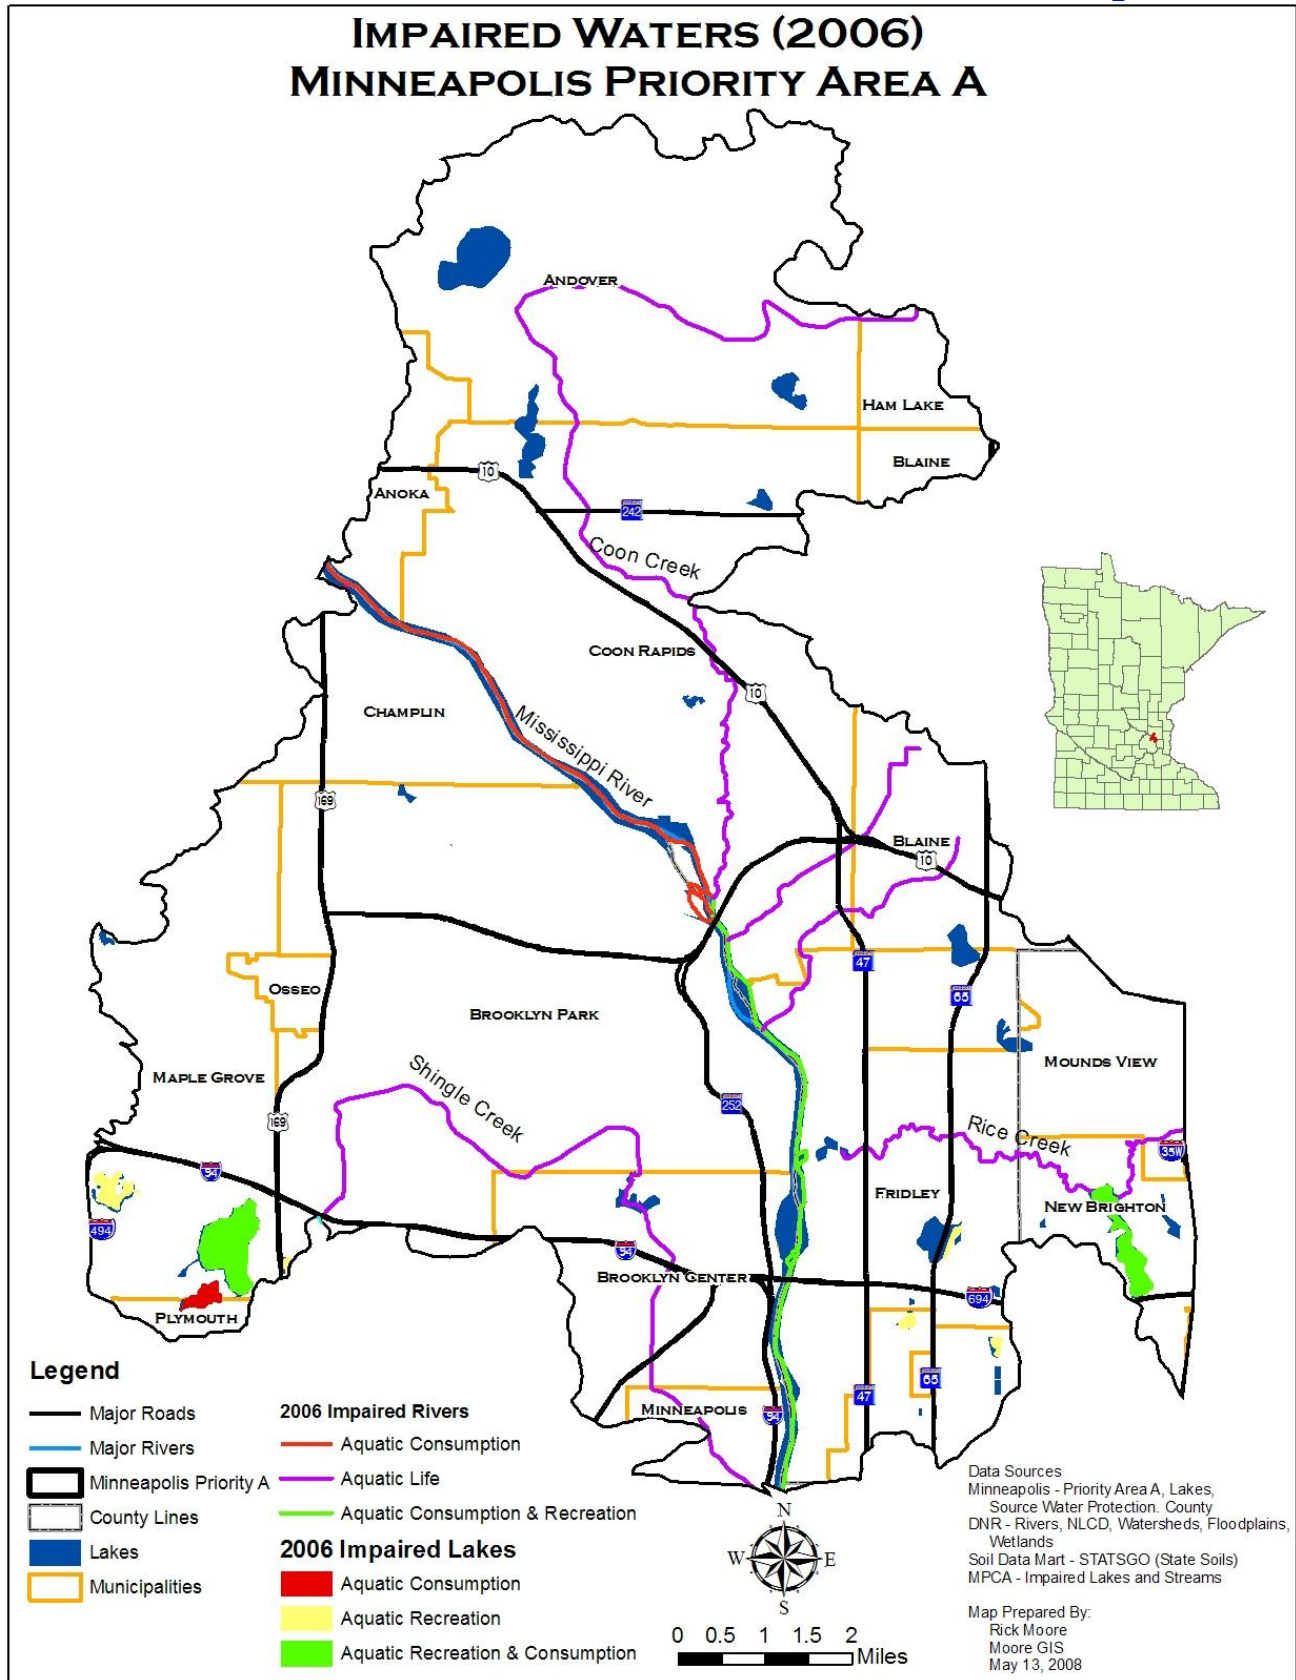 IMPAIRED WATERS (2006)
MINNEAPOLIS PRIORITY AREA A
ANDOVER
HAM LAKE
BLAINE
10
ANOKA
242
Coon Creek
COON RAPIDS
10
CHAMPLIN
Mississippi River
169
BLAINE
10
47
65
OSSEO
BROOKLYN PARK
MOUNDS VIEW
MAPLE GROVE
Shingle Creek
252
169
Rice Creek
35W
94
FRIDLEY
NEW BRIGHTON
494
94
BROOKLYN CENTER
694
PLYMOUTH
65
47
MINNEAPOLIS
94
Legend
Major Roads
Major Rivers
Minneapolis Priority A
County Lines
Lakes
Municipalities
2006 Impaired Rivers
Aquatic Consumption
Aquatic Life
Aquatic Consumption & Recreation
2006 Impaired Lakes
Aquatic Consumption
Aquatic Recreation
Aquatic Recreation & Consumption
N
W E
S
0 0.5 1 1.5 2
Miles
Data Sources
Minneapolis - Priority Area A, Lakes,
Source Water Protection. County
DNR - Rivers, NLCD, Watersheds, Floodplains,
Wetlands
Soil Data Mart - STATSGO (State Soils)
MPCA - Impaired Lakes and Streams
Map Prepared By:
Rick Moore
Moore GIS
May 13, 2008